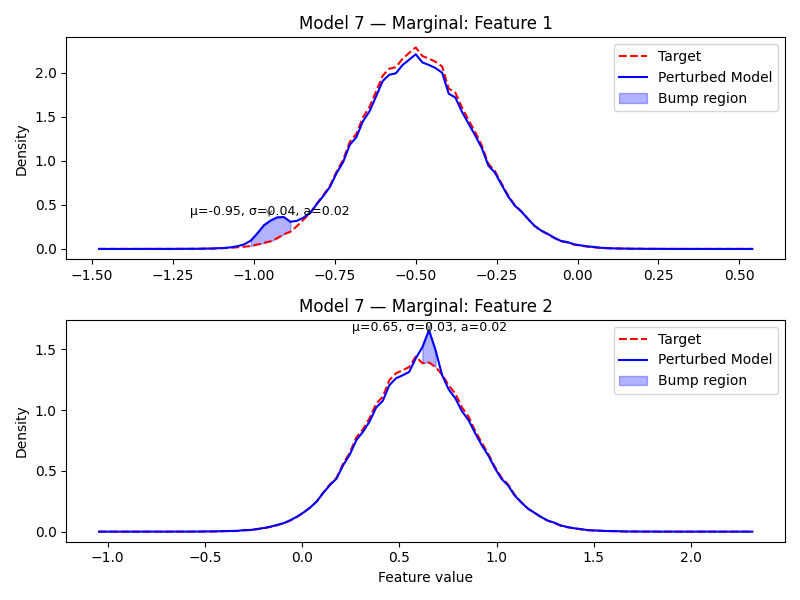 Model 7 — Marginal: Feature 1
Density
2.0
1.5
1.0
0.5
0.0
Target
Perturbed Model
Bump region
μ=-0.95, σ=0.04, a=0.02
−1.50 −1.25 −1.00 −0.75 −0.50 −0.25 0.00 0.25 0.50
Model 7 — Marginal: Feature 2
Density
1.5
1.0
0.5
0.0
μ=0.65, σ=0.03, a=0.02
Target
Perturbed Model
Bump region
−1.0 −0.5 0.0 0.5 1.0 1.5 2.0
Feature value